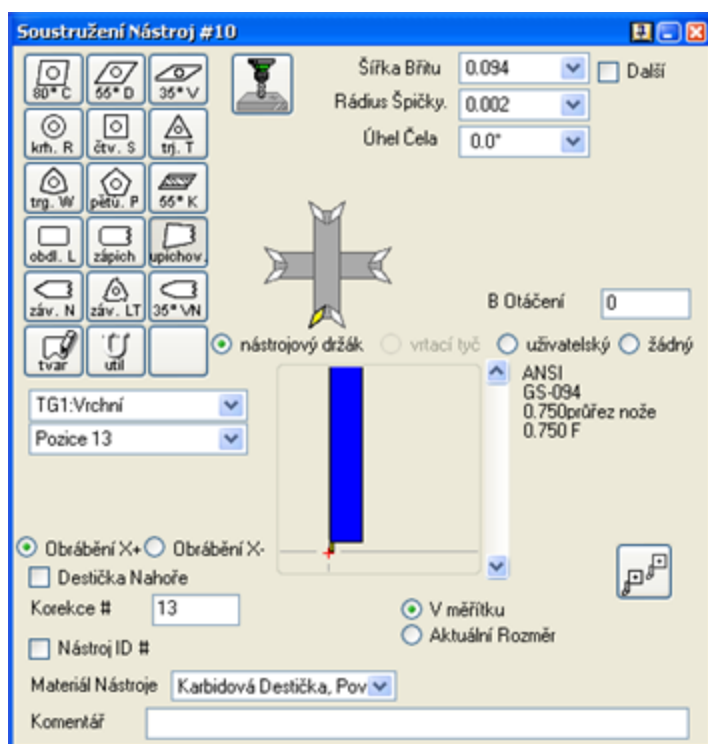 Soustružení Nástroj #10
80° C
55° D
35° V
krh. R
čtv. S
trj. T
trg. W
pětú. P
55° K
obdl. L
zápich
upichov.
záv. N
záv. LT
35° VN
tvar
util
Šířka Břitu 0.094 Další
Rádius Špičky. 0.002
Úhel Čela 0.0°
B Otáčení 0
nástrojový držák vrtací tyč uživatelský žádný
TG1:Vrchní
Pozice 13
ANSI
GS-094
0.750průřez nože
0.750 F
Obrábění X+ Obrábění X-
Destička Nahoře
Korekce # 13
V měřítku
Aktuální Rozměr
Nástroj ID #
Materiál Nástroje Karbidová Destička, Pov
Komentář